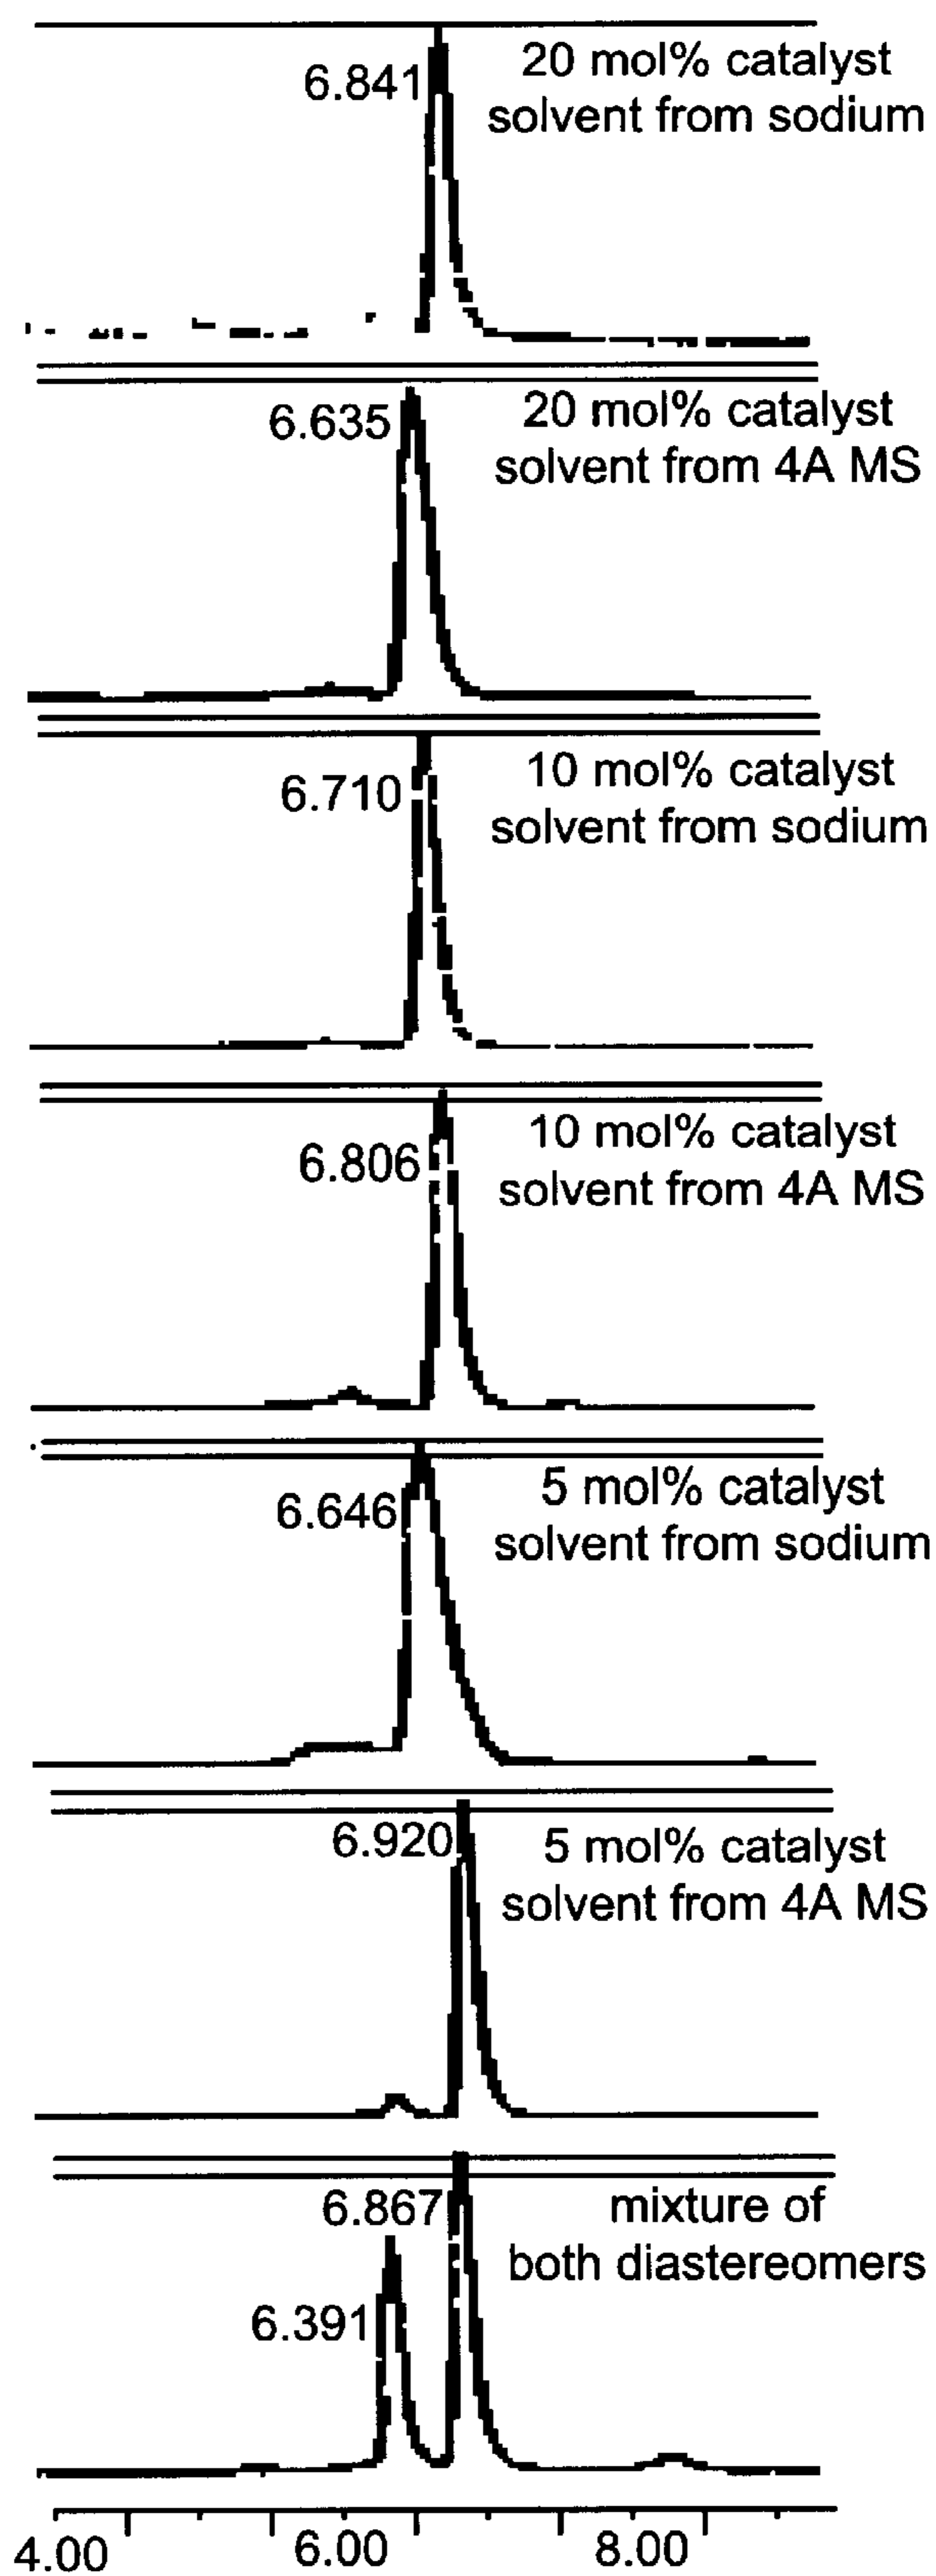 6.841
20 mol% catalyst
solvent from sodium
6.635
20 mol% catalyst
solvent from 4A MS
6.710
10 mol% catalyst
solvent from sodium
6.806
10 mol% catalyst
solvent from 4A MS
6.646
5 mol% catalyst
solvent from sodium
6.920
5 mol% catalyst
solvent from 4A MS
6.867
mixture of
both diastereomers
6.391
4.00 6.00 8.00